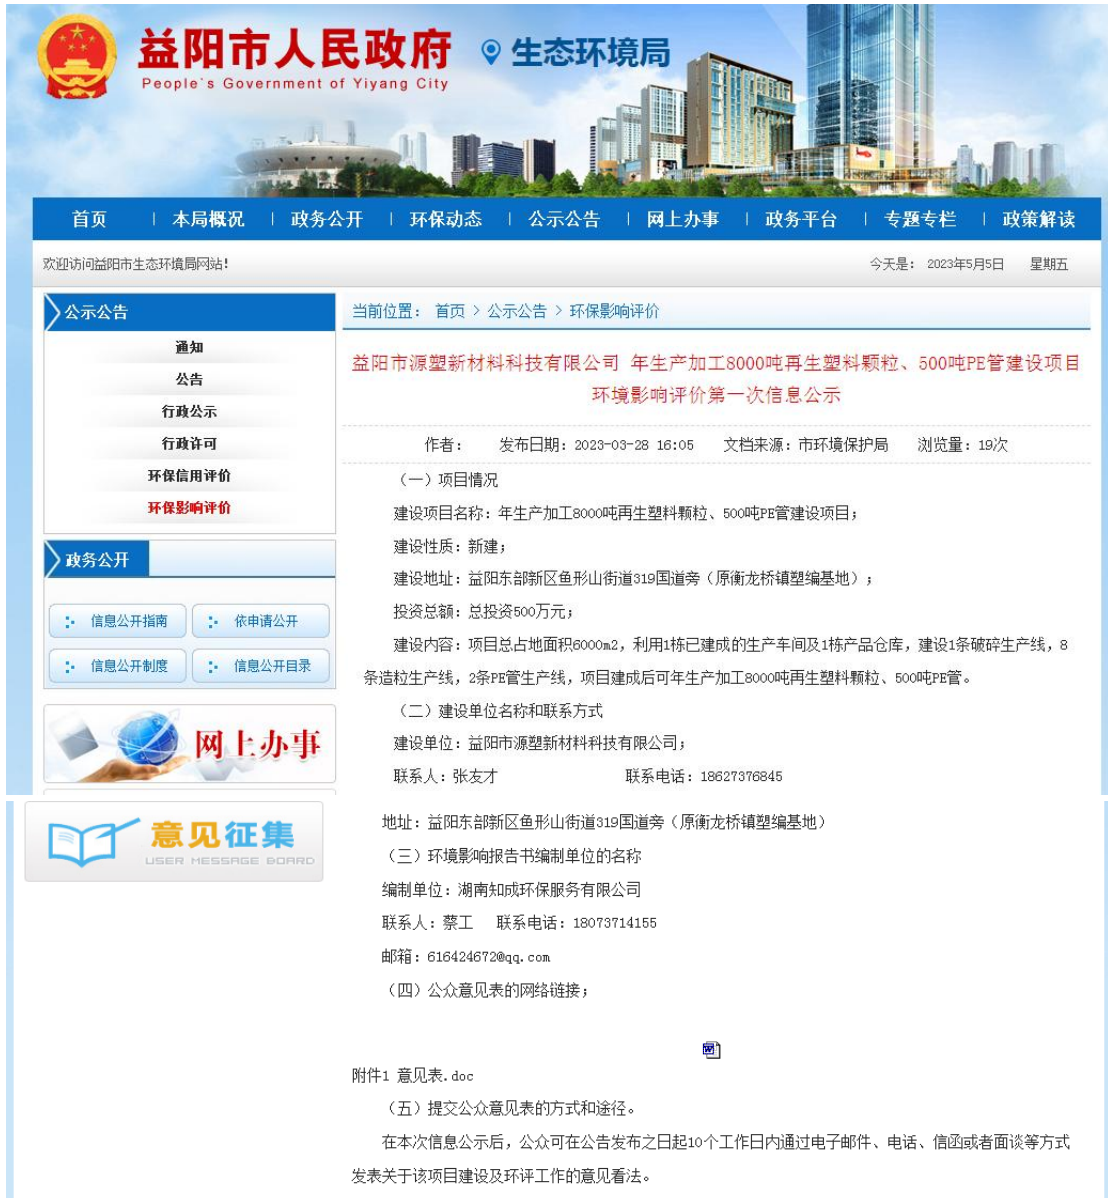 益阳市人民政府 生态环境局
People's Government of Yiyang City
首页 | 本局概况 | 政务公开 | 环保动态 | 公示公告 | 网上办事 | 政务平台 | 专题专栏 | 政策解读
欢迎访问益阳市生态环境局网站! 今天是： 2023年5月5日 星期五
公示公告
通知
公告
行政公示
行政许可
环保信用评价
环保影响评价
政务公开
信息公开指南 依申请公开
信息公开制度 信息公开目录
网上办事
意见征集
USER MESSAGE BOARD
当前位置： 首页 > 公示公告 > 环保影响评价
益阳市源塑新材料科技有限公司 年生产加工8000吨再生塑料颗粒、500吨PE管建设项目
环境影响评价第一次信息公示
作者： 发布日期：2023-03-28 16:05 文档来源：市环境保护局 浏览量：19次
（一）项目情况
建设项目名称：年生产加工8000吨再生塑料颗粒、500吨PE管建设项目；
建设性质：新建；
建设地址：益阳东部新区鱼形山街道319国道旁（原衡龙桥镇塑编基地）；
投资总额：总投资500万元；
建设内容：项目总占地面积6000m2，利用1栋已建成的生产车间及1栋产品仓库，建设1条破碎生产线，8
条造粒生产线，2条PE管生产线，项目建成后可年生产加工8000吨再生塑料颗粒、500吨PE管。
（二）建设单位名称和联系方式
建设单位：益阳市源塑新材料科技有限公司；
联系人：张友才 联系电话：18627376845
地址：益阳东部新区鱼形山街道319国道旁（原衡龙桥镇塑编基地）
（三）环境影响报告书编制单位的名称
编制单位：湖南知成环保服务有限公司
联系人：蔡工 联系电话：18073714155
邮箱：616424672@qq.com
（四）公众意见表的网络链接；
附件1 意见表.doc
（五）提交公众意见表的方式和途径。
在本次信息公示后，公众可在公告发布之日起10个工作日内通过电子邮件、电话、信函或者面谈等方式
发表关于该项目建设及环评工作的意见看法。